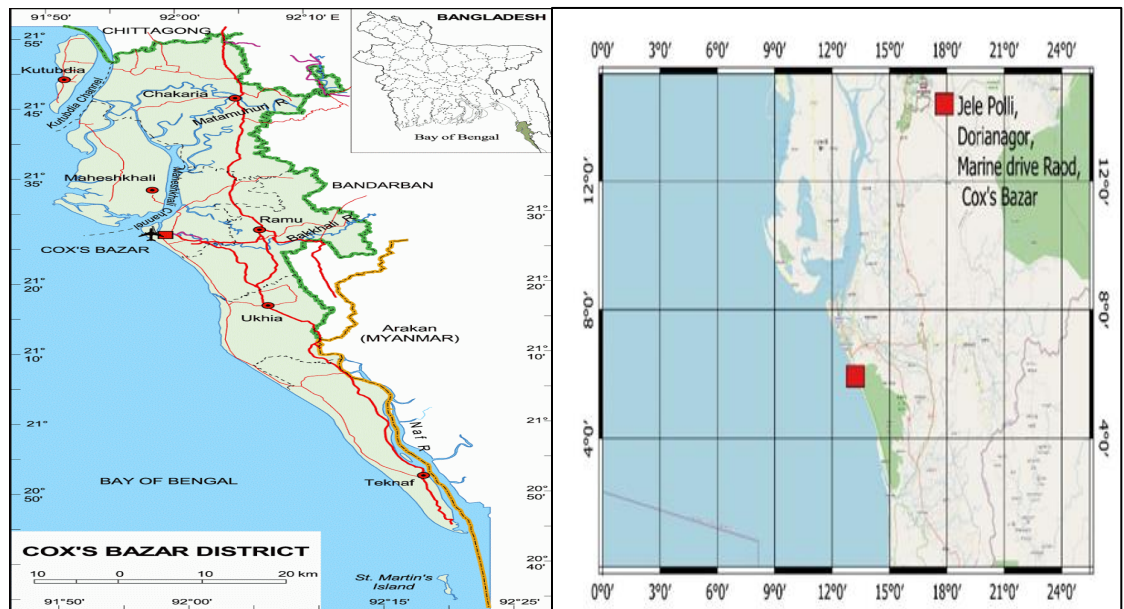 91°50' 92°00' 92°10' E
BANGLADESH
21°
55'
CHITTAGONG
Kutubdia
Kutubdia Channel
Chakaria
Matamuhuri R.
21°
45'
Bay of Bengal
21°
35'
Maheshkhali
Maheshkhali Channel
BANDARBAN
21°
30'
Ramu
Bakkhali R.
COX'S BAZAR
21°
20'
21°
20'
Ukhia
Arakan
(MYANMAR)
21°
10'
21°
10'
21°
21°
Naf R.
BAY OF BENGAL
Teknaf
20°
50'
20°
50'
COX'S BAZAR DISTRICT
10 0 10 20 km
20°
40'
St. Martin's
Island
91°50' 92°00' 92°15' 92°25'
0°0' 3°0' 6°0' 9°0' 12°0' 15°0' 18°0' 21°0' 24°0'
Jele Polli,
Dorianagor,
Marine drive Raod,
Cox's Bazar
12°0' 12°0'
8°0' 8°0'
4°0' 4°0'
0°0' 3°0' 6°0' 9°0' 12°0' 15°0' 18°0' 21°0' 24°0'